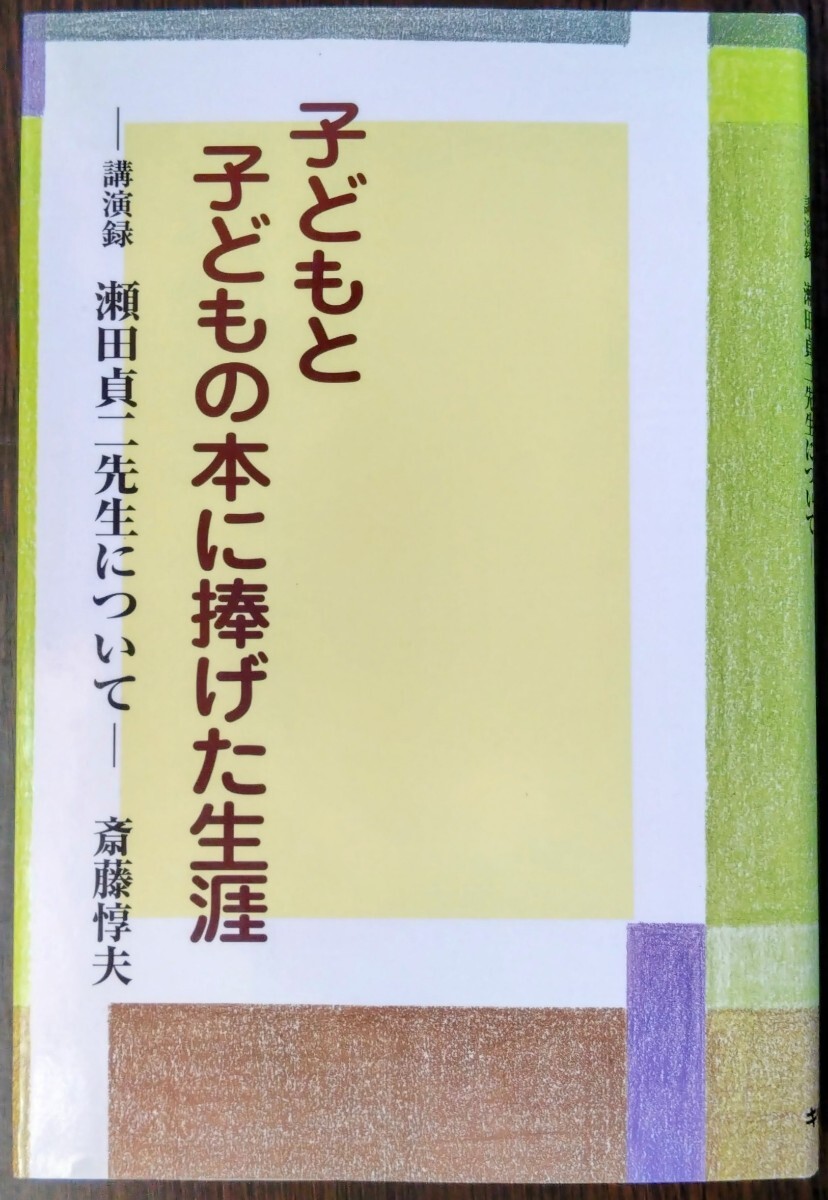 子どもと
子どもの本に捧げた生涯
―講演録 瀬田貞二先生について― 斎藤惇夫
講演録 瀬田貞二先生について
キ